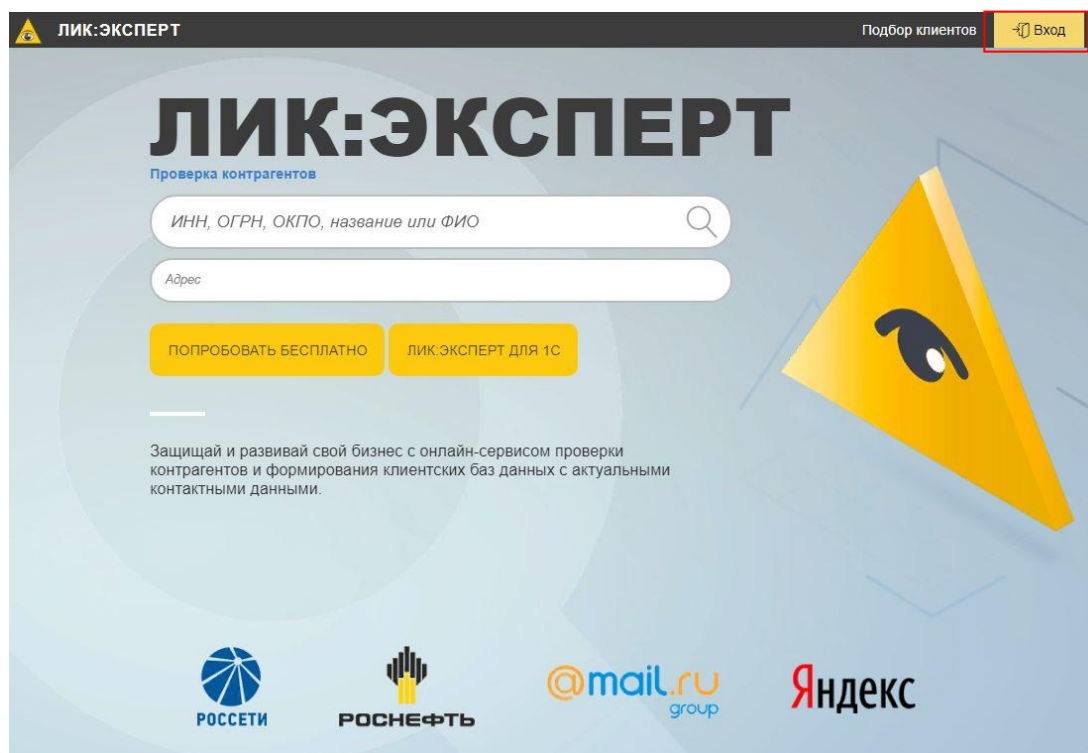 ЛИК:ЭКСПЕРТ
Подбор клиентов
Вход
ЛИК:ЭКСПЕРТ
Проверка контрагентов
ИНН, ОГРН, ОКПО, название или ФИО
Адрес
ПОПРОБОВАТЬ БЕСПЛАТНО
ЛИК:ЭКСПЕРТ ДЛЯ 1С
Защищай и развивай свой бизнес с онлайн-сервисом проверки
контрагентов и формирования клиентских баз данных с актуальными
контактными данными.
РОССЕТИ
РОСНЕФТЬ
@mail.ru
group
Яндекс